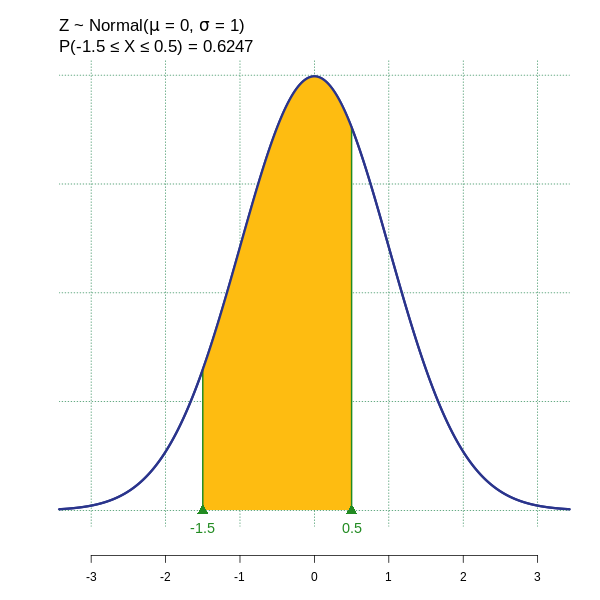 Z ~ Normal(μ = 0, σ = 1)
P(-1.5 ≤ X ≤ 0.5) = 0.6247
-1.5 0.5
-3 -2 -1 0 1 2 3